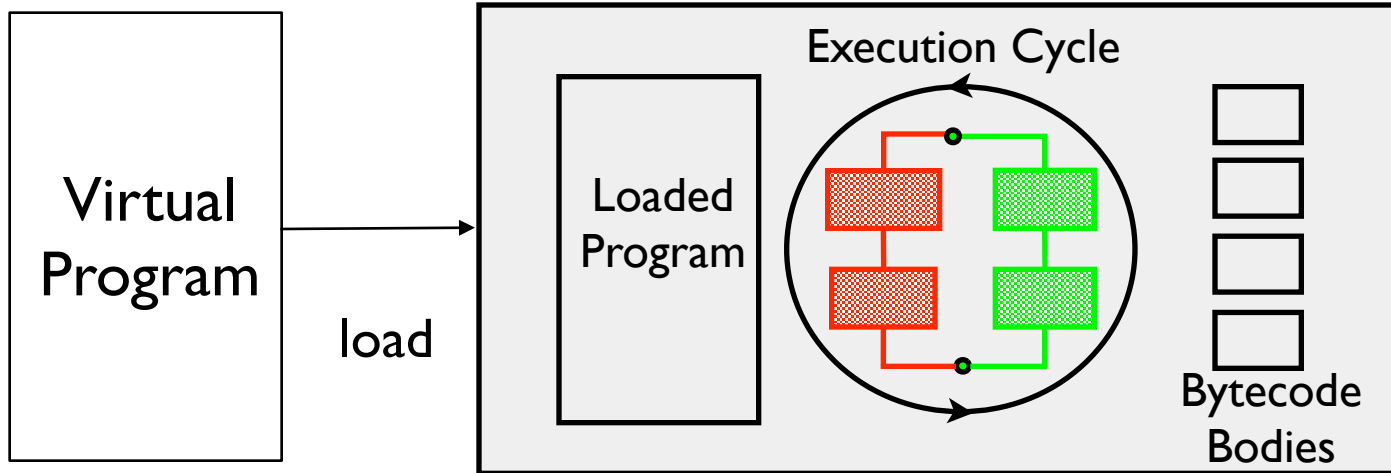 Virtual
Program
load
Loaded
Program
Execution Cycle
Bytecode
Bodies